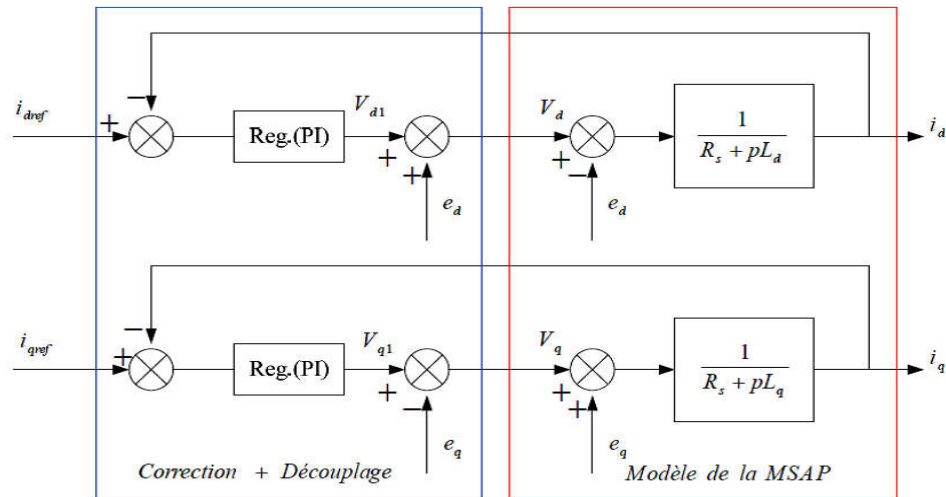 i_dref
+
−
Reg.(PI)
V_d1
+
+
e_d
V_d
+
−
e_d
1
R_s + pL_d
i_d
i_qref
+
−
Reg.(PI)
V_q1
+
−
e_q
V_q
+
+
e_q
1
R_s + pL_q
i_q
Correction + Découplage
Modèle de la MSAP